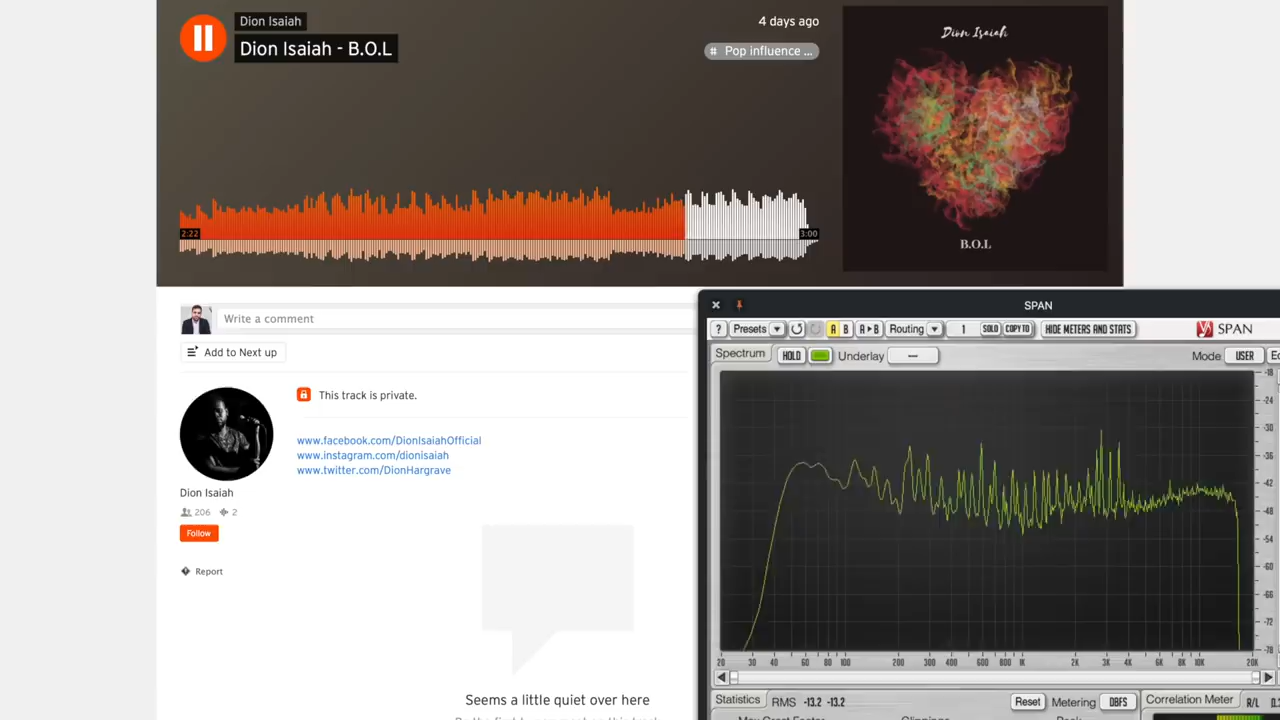 Dion Isaiah
Dion Isaiah - B.O.L
4 days ago
# Pop influence ...
Dion Isaiah
B.O.L
2:22
3:00
Write a comment
Add to Next up
This track is private.
www.facebook.com/DionIsaiahOfficial
www.instagram.com/dionisaiah
www.twitter.com/DionHargrave
Dion Isaiah
206 2
Follow
Report
Seems a little quiet over here
SPAN
? Presets A B A▸B Routing 1 SOLO COPY TO HIDE METERS AND STATS SPAN
Spectrum HOLD Underlay — Mode USER
-18
-24
-30
-36
-42
-48
-54
-60
-66
-72
-78
20 30 40 60 80 100 200 300 400 600 800 1K 2K 3K 4K 6K 8K 10K 20K
Statistics RMS -13.2 -13.2 Reset Metering DBFS Correlation Meter R/L